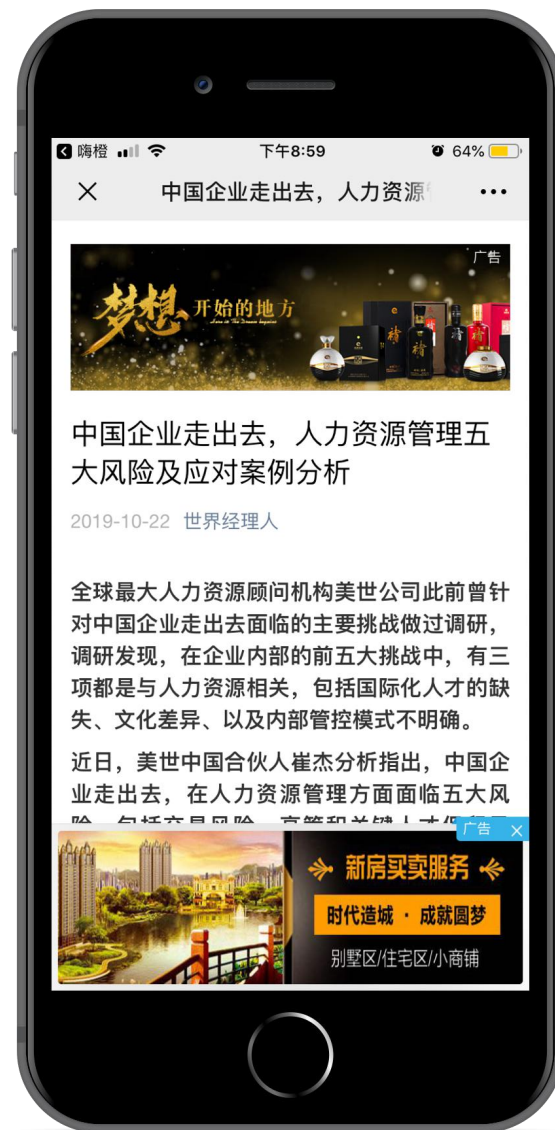 嗨橙
下午8:59
64%
中国企业走出去，人力资源
广告
梦想 开始的地方
中国企业走出去，人力资源管理五
大风险及应对案例分析
2019-10-22 世界经理人
全球最大人力资源顾问机构美世公司此前曾针
对中国企业走出去面临的主要挑战做过调研，
调研发现，在企业内部的前五大挑战中，有三
项都是与人力资源相关，包括国际化人才的缺
失、文化差异、以及内部管控模式不明确。
近日，美世中国合伙人崔杰分析指出，中国企
业走出去，在人力资源管理方面面临五大风
广告
新房买卖服务
时代造城 · 成就圆梦
别墅区/住宅区/小商铺